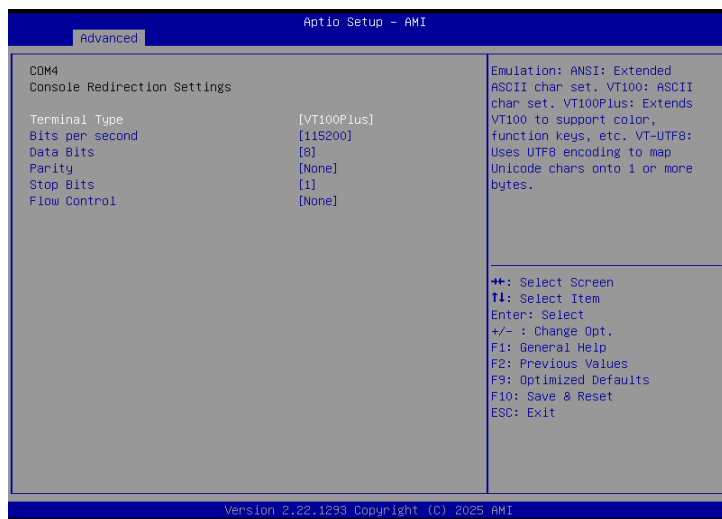 Aptio Setup – AMI
Advanced
COM4
Console Redirection Settings
Terminal Type [VT100Plus]
Bits per second [115200]
Data Bits [8]
Parity [None]
Stop Bits [1]
Flow Control [None]
Emulation: ANSI: Extended
ASCII char set. VT100: ASCII
char set. VT100Plus: Extends
VT100 to support color,
function keys, etc. VT-UTF8:
Uses UTF8 encoding to map
Unicode chars onto 1 or more
bytes.
→←: Select Screen
↑↓: Select Item
Enter: Select
+/- : Change Opt.
F1: General Help
F2: Previous Values
F9: Optimized Defaults
F10: Save & Reset
ESC: Exit
Version 2.22.1293 Copyright (C) 2025 AMI